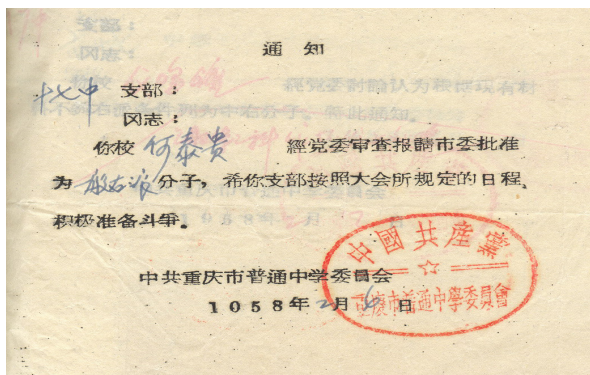 通知
十七中 支部：
同志：
你校 何泰贵 經党委审查报請市委批准
为 般右派 分子，希你支部按照大会所规定的日程，
积极准备斗爭。
中共重庆市普通中学委員会
1058年2月6日
中國共產黨
重慶市普通中學委員會